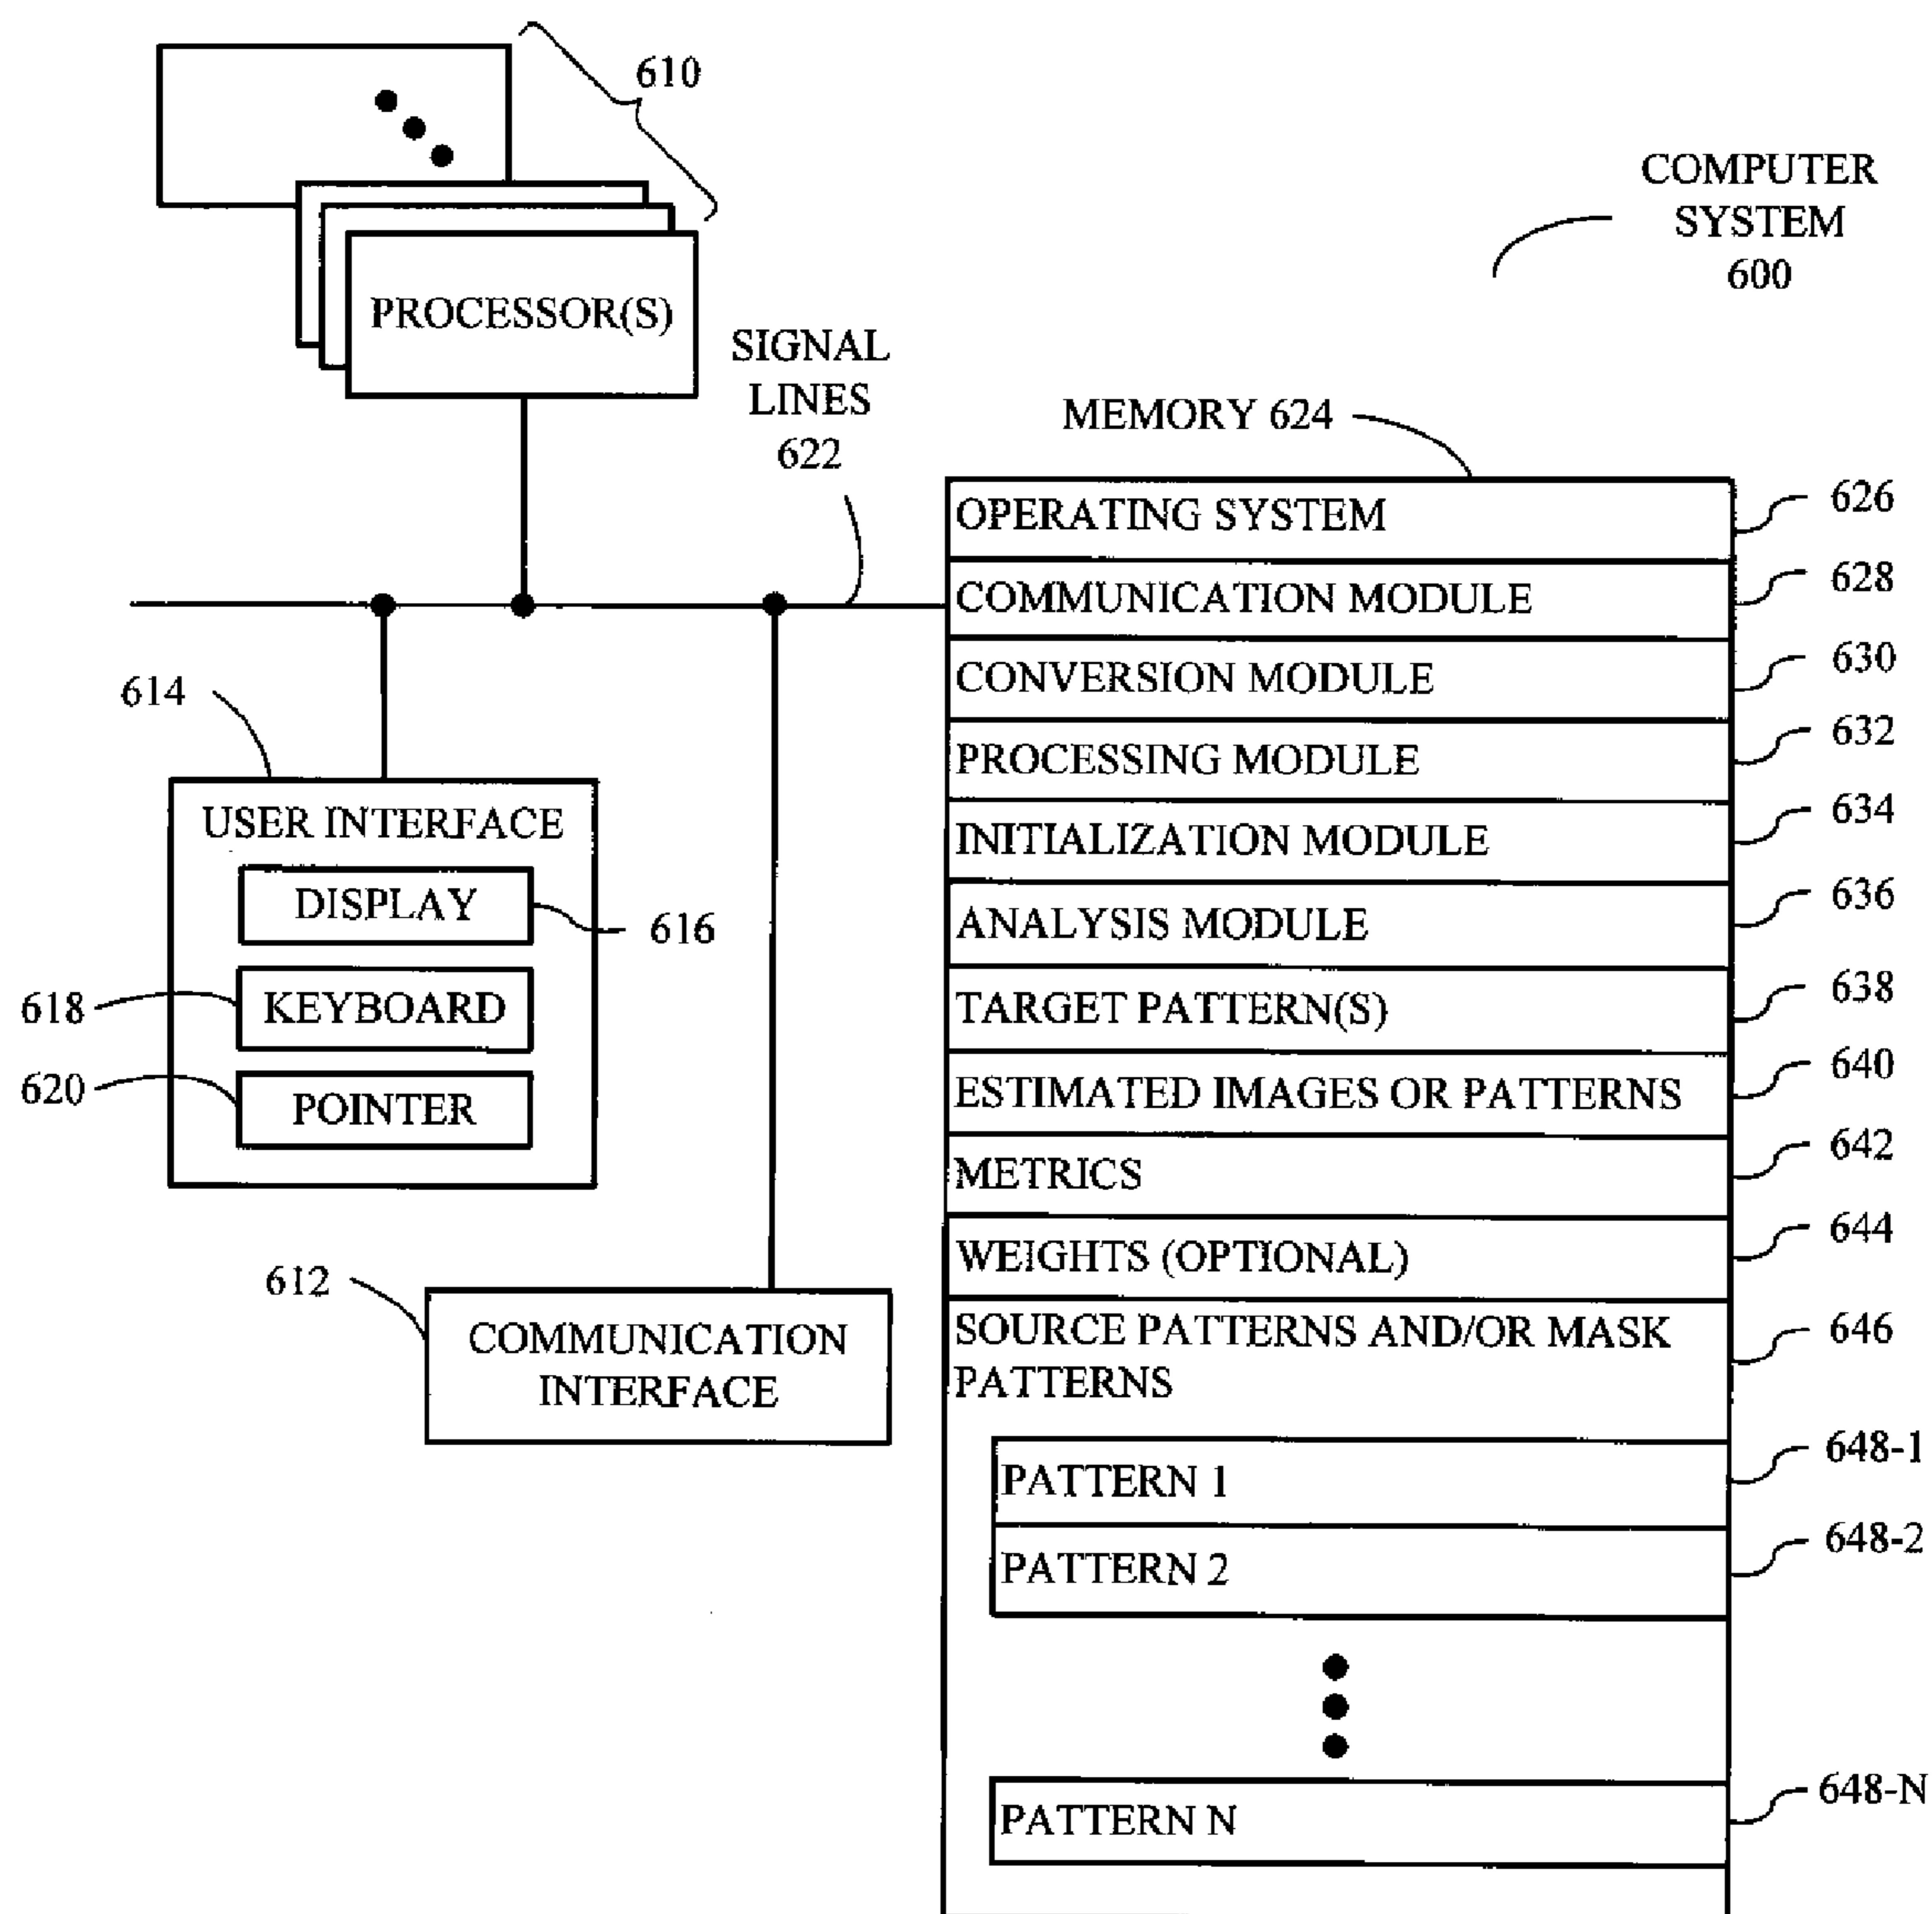 610
COMPUTER
SYSTEM
600
PROCESSOR(S)
SIGNAL
LINES
622
MEMORY 624
OPERATING SYSTEM
626
COMMUNICATION MODULE
628
CONVERSION MODULE
630
PROCESSING MODULE
632
INITIALIZATION MODULE
634
ANALYSIS MODULE
636
TARGET PATTERN(S)
638
ESTIMATED IMAGES OR PATTERNS
640
METRICS
642
WEIGHTS (OPTIONAL)
644
SOURCE PATTERNS AND/OR MASK
PATTERNS
646
PATTERN 1
648-1
PATTERN 2
648-2
PATTERN N
648-N
614
USER INTERFACE
DISPLAY
616
618
KEYBOARD
620
POINTER
612
COMMUNICATION
INTERFACE